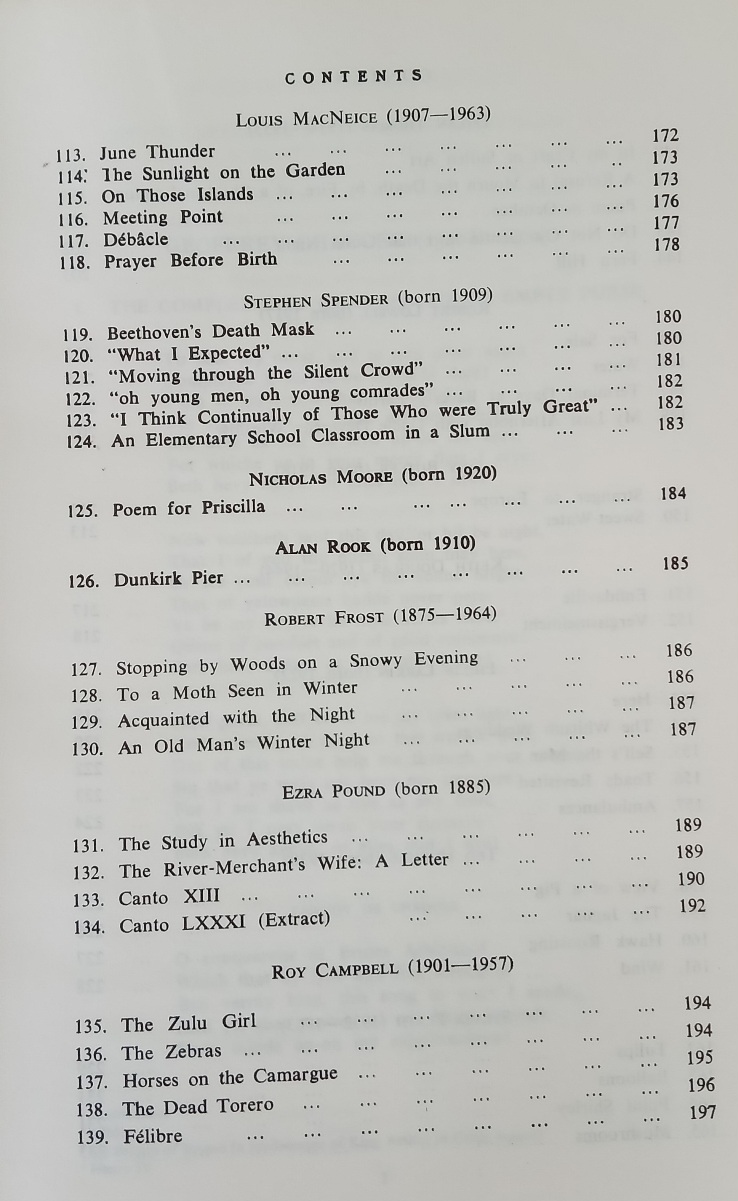 CONTENTS
LOUIS MACNEICE (1907—1963)
113. June Thunder ... ... ... ... ... ... ... 172
114. The Sunlight on the Garden ... ... ... ... .. 173
115. On Those Islands ... ... ... ... ... ... ... 173
116. Meeting Point ... ... ... ... ... ... ... 176
117. Débâcle ... ... ... ... ... ... ... ... 177
118. Prayer Before Birth ... ... ... ... ... ... 178
STEPHEN SPENDER (born 1909)
119. Beethoven's Death Mask ... ... ... ... ... ... 180
120. "What I Expected" ... ... ... ... ... ... ... 180
121. "Moving through the Silent Crowd" ... ... ... ... 181
122. "oh young men, oh young comrades" ... ... ... ... 182
123. "I Think Continually of Those Who were Truly Great" ... 182
124. An Elementary School Classroom in a Slum ... ... ... 183
NICHOLAS MOORE (born 1920)
125. Poem for Priscilla ... ... ... ... ... ... ... 184
ALAN ROOK (born 1910)
126. Dunkirk Pier ... ... ... ... ... ... ... ... 185
ROBERT FROST (1875—1964)
127. Stopping by Woods on a Snowy Evening ... ... ... 186
128. To a Moth Seen in Winter ... ... ... ... ... 186
129. Acquainted with the Night ... ... ... ... ... 187
130. An Old Man's Winter Night ... ... ... ... ... 187
EZRA POUND (born 1885)
131. The Study in Aesthetics ... ... ... ... ... ... 189
132. The River-Merchant's Wife: A Letter ... ... ... ... 189
133. Canto XIII ... ... ... ... ... ... ... ... 190
134. Canto LXXXI (Extract) ... ... ... ... ... 192
ROY CAMPBELL (1901—1957)
135. The Zulu Girl ... ... ... ... ... ... ... 194
136. The Zebras ... ... ... ... ... ... ... ... 194
137. Horses on the Camargue ... ... ... ... ... ... 195
138. The Dead Torero ... ... ... ... ... ... ... 196
139. Félibre ... ... ... ... ... ... ... ... 197